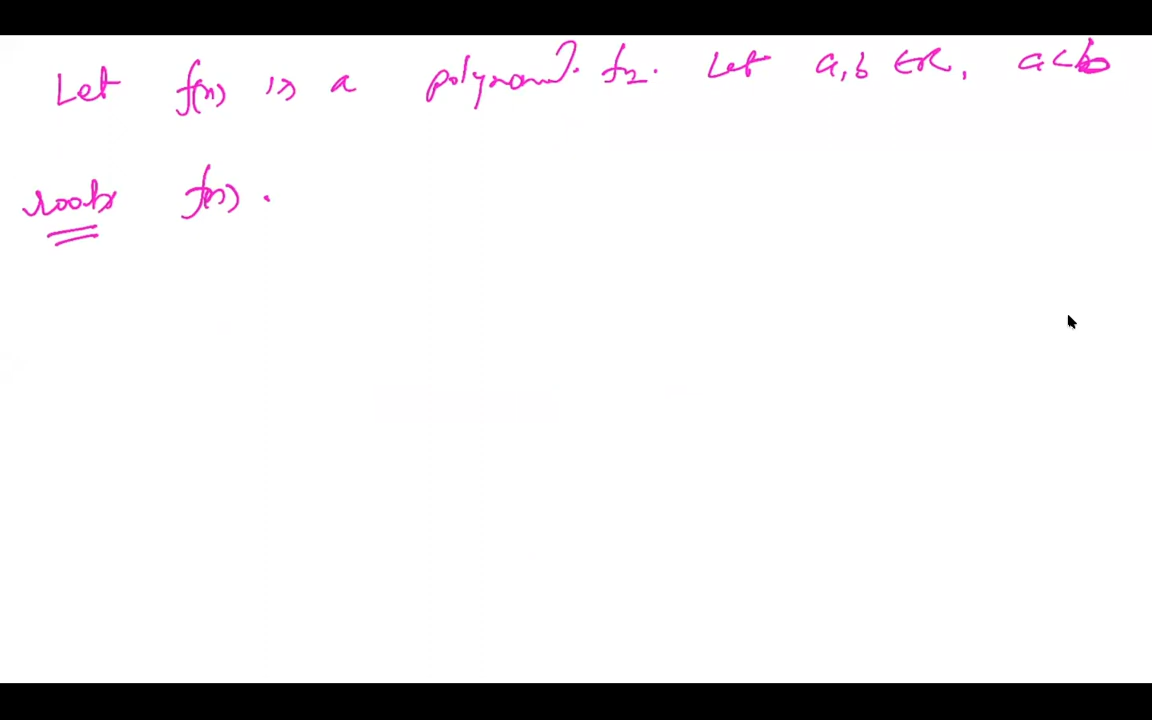 Let f(x) is a polynomial fn. Let a, b ∈ R, a < b
roots f(x).